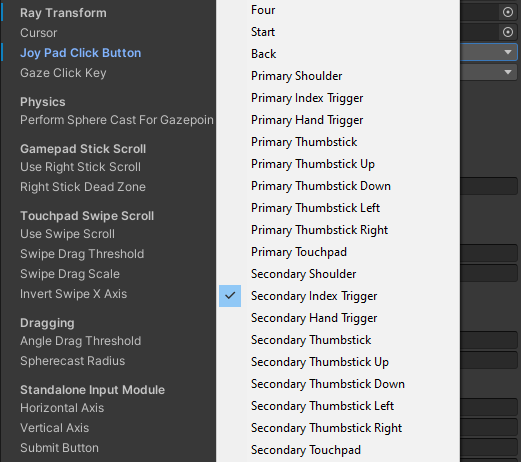 Ray Transform
Cursor
Joy Pad Click Button
Gaze Click Key
Physics
Perform Sphere Cast For Gazepoin
Gamepad Stick Scroll
Use Right Stick Scroll
Right Stick Dead Zone
Touchpad Swipe Scroll
Use Swipe Scroll
Swipe Drag Threshold
Swipe Drag Scale
Invert Swipe X Axis
Dragging
Angle Drag Threshold
Spherecast Radius
Standalone Input Module
Horizontal Axis
Vertical Axis
Submit Button
Four
Start
Back
Primary Shoulder
Primary Index Trigger
Primary Hand Trigger
Primary Thumbstick
Primary Thumbstick Up
Primary Thumbstick Down
Primary Thumbstick Left
Primary Thumbstick Right
Primary Touchpad
Secondary Shoulder
Secondary Index Trigger
Secondary Hand Trigger
Secondary Thumbstick
Secondary Thumbstick Up
Secondary Thumbstick Down
Secondary Thumbstick Left
Secondary Thumbstick Right
Secondary Touchpad